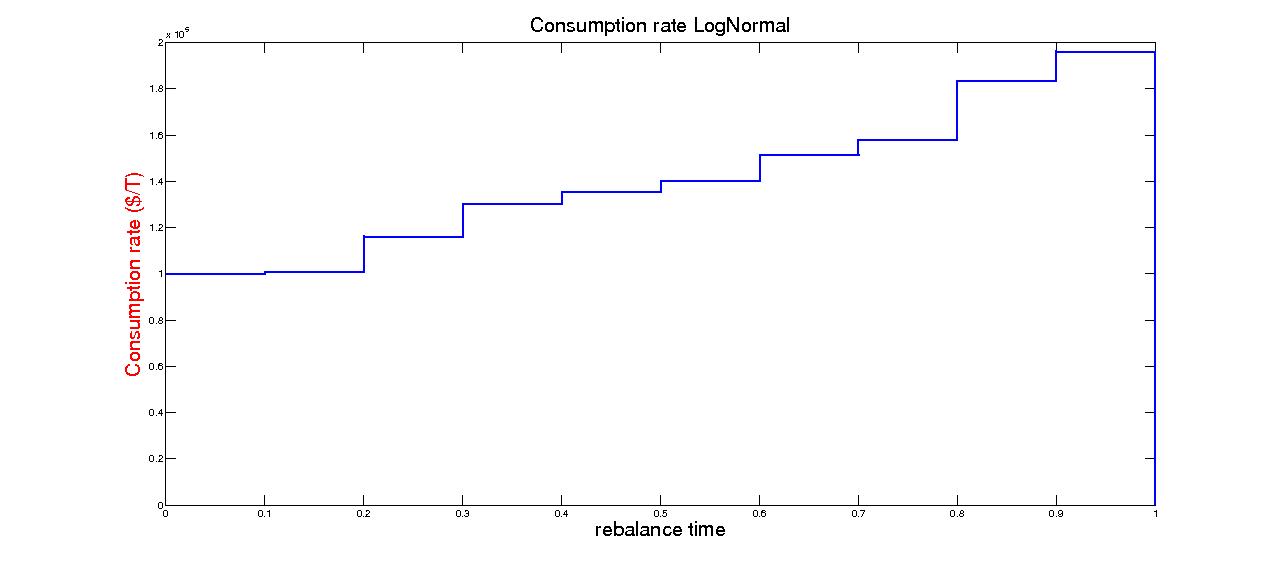 Consumption rate LogNormal
x 10^5
2
1.8
1.6
1.4
1.2
1
0.8
0.6
0.4
0.2
0
Consumption rate ($/T)
0 0.1 0.2 0.3 0.4 0.5 0.6 0.7 0.8 0.9 1
rebalance time